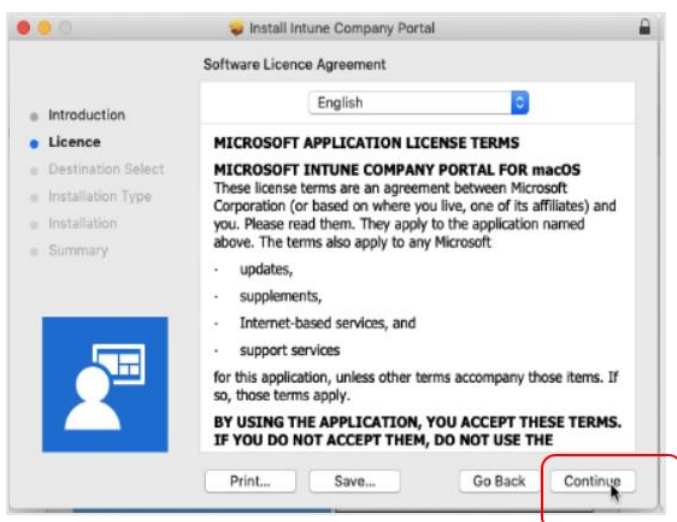 Install Intune Company Portal
Software Licence Agreement
Introduction
Licence
Destination Select
Installation Type
Installation
Summary
English
MICROSOFT APPLICATION LICENSE TERMS
MICROSOFT INTUNE COMPANY PORTAL FOR macOS
These license terms are an agreement between Microsoft
Corporation (or based on where you live, one of its affiliates) and
you. Please read them. They apply to the application named
above. The terms also apply to any Microsoft
· updates,
· supplements,
· Internet-based services, and
· support services
for this application, unless other terms accompany those items. If
so, those terms apply.
BY USING THE APPLICATION, YOU ACCEPT THESE TERMS.
IF YOU DO NOT ACCEPT THEM, DO NOT USE THE
Print... Save... Go Back Continue